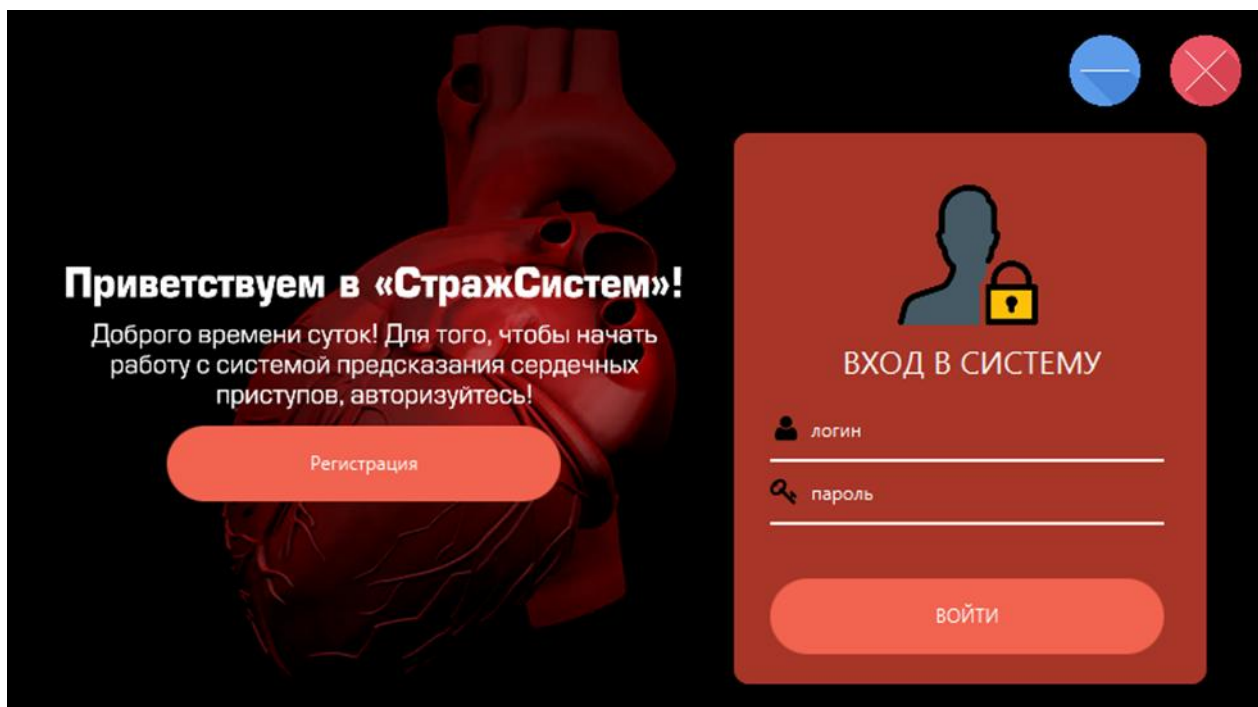 Приветствуем в «СтражСистем»!
Доброго времени суток! Для того, чтобы начать
работу с системой предсказания сердечных
приступов, авторизуйтесь!
Регистрация
ВХОД В СИСТЕМУ
логин
пароль
ВОЙТИ